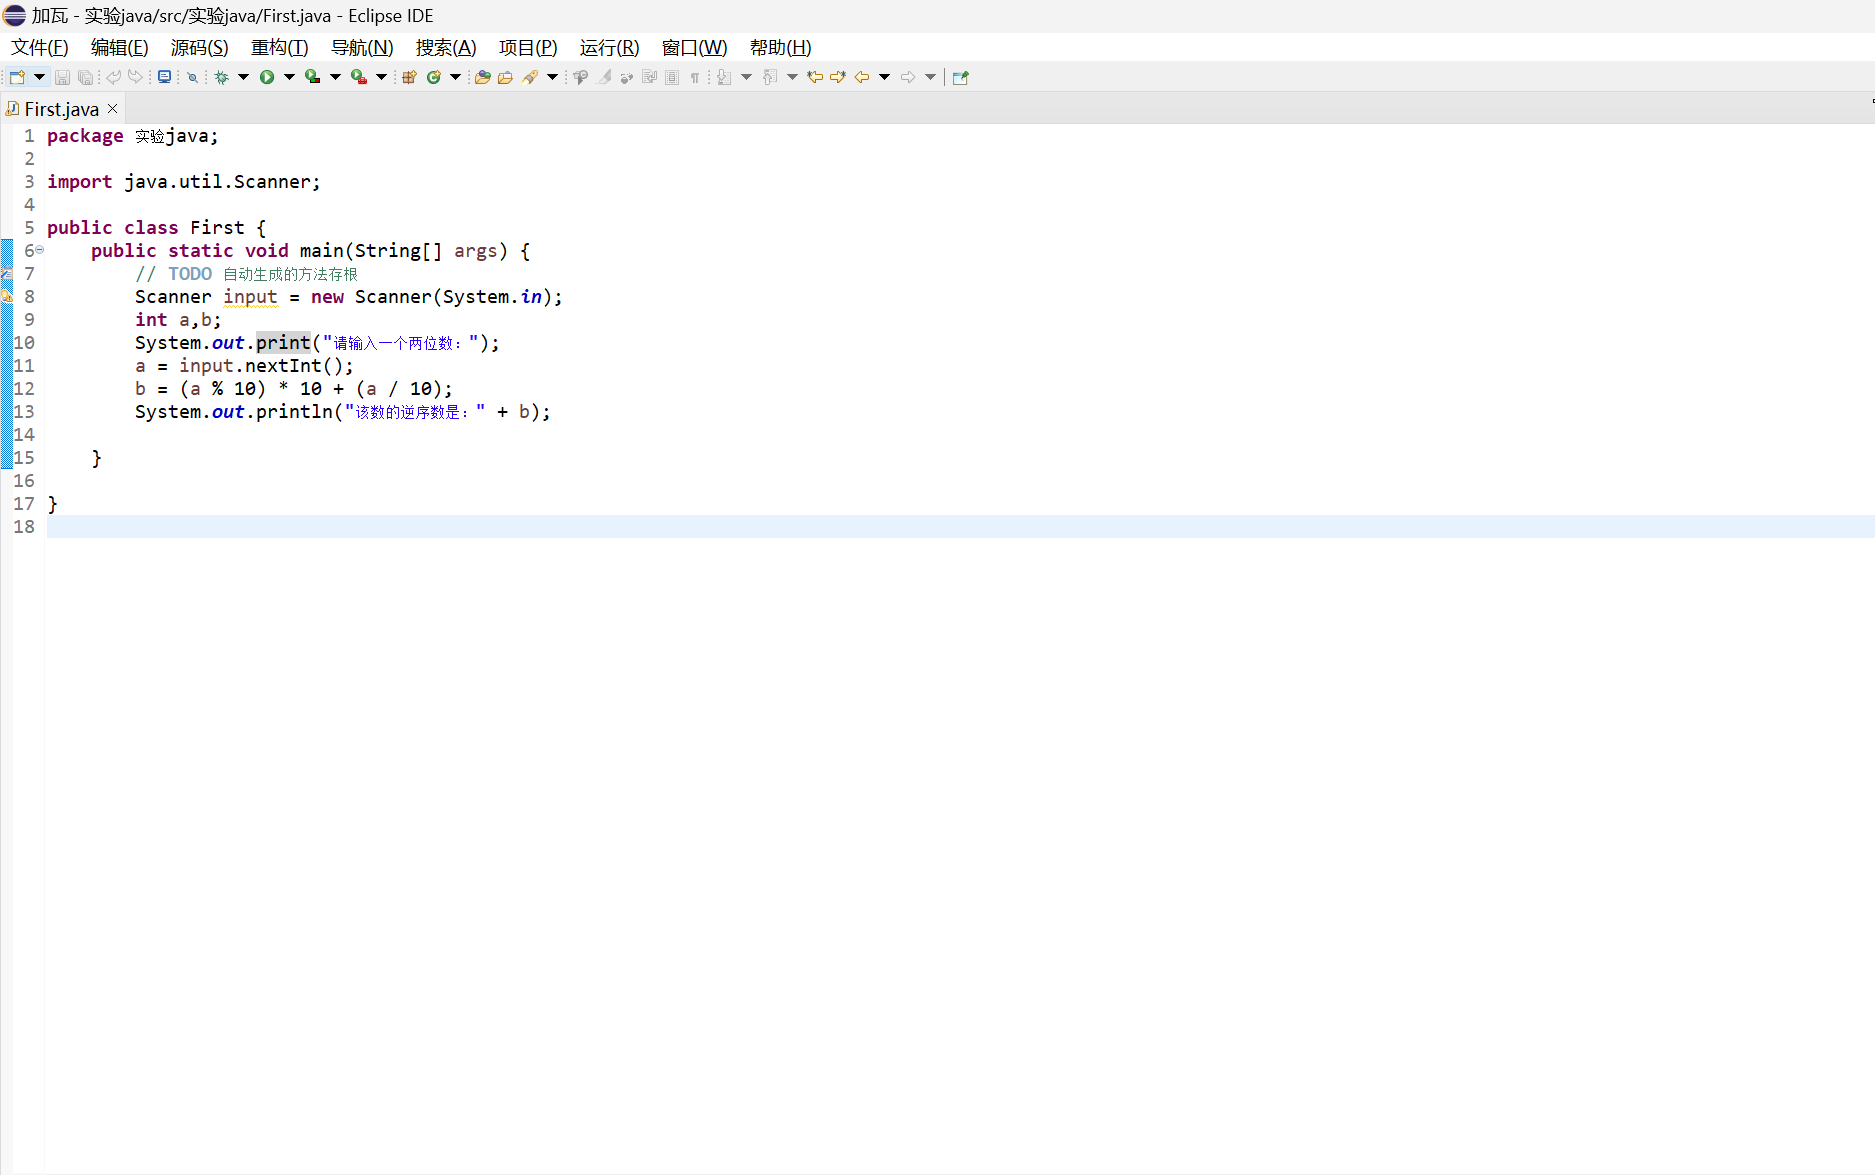 加瓦 - 实验java/src/实验java/First.java - Eclipse IDE
文件(F) 编辑(E) 源码(S) 重构(T) 导航(N) 搜索(A) 项目(P) 运行(R) 窗口(W) 帮助(H)
First.java
1 package 实验java;
2
3 import java.util.Scanner;
4
5 public class First {
6 public static void main(String[] args) {
7 // TODO 自动生成的方法存根
8 Scanner input = new Scanner(System.in);
9 int a,b;
10 System.out.print("请输入一个两位数：");
11 a = input.nextInt();
12 b = (a % 10) * 10 + (a / 10);
13 System.out.println("该数的逆序数是：" + b);
14
15 }
16
17 }
18